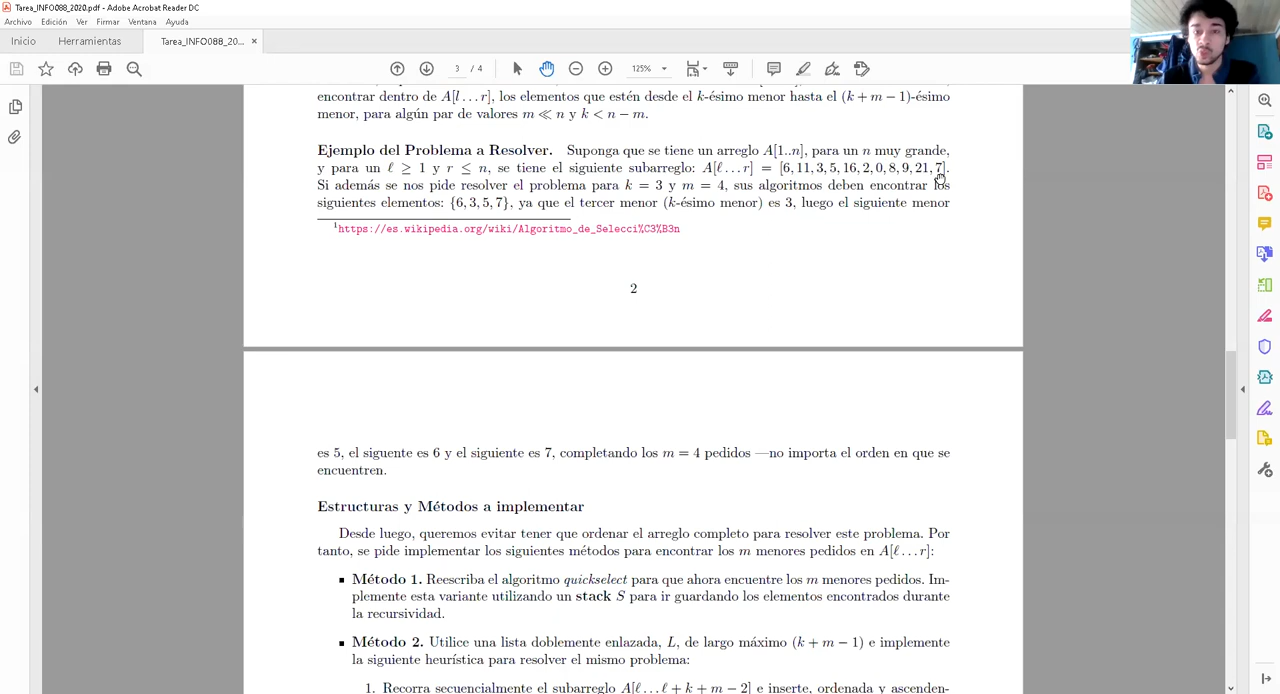 Tarea_INFO088_2020.pdf - Adobe Acrobat Reader DC
Archivo Edición Ver Firmar Ventana Ayuda
Inicio Herramientas Tarea_INFO088_20... ×
3 / 4 125%
encontrar dentro de A[l . . . r], los elementos que estén desde el k-ésimo menor hasta el (k + m − 1)-ésimo
menor, para algún par de valores m ≪ n y k < n − m.
Ejemplo del Problema a Resolver. Suponga que se tiene un arreglo A[1..n], para un n muy grande,
y para un ℓ ≥ 1 y r ≤ n, se tiene el siguiente subarreglo: A[ℓ . . . r] = [6, 11, 3, 5, 16, 2, 0, 8, 9, 21, 7].
Si además se nos pide resolver el problema para k = 3 y m = 4, sus algoritmos deben encontrar los
siguientes elementos: {6, 3, 5, 7}, ya que el tercer menor (k-ésimo menor) es 3, luego el siguiente menor
1https://es.wikipedia.org/wiki/Algoritmo_de_Selecci%C3%B3n
2
es 5, el siguente es 6 y el siguiente es 7, completando los m = 4 pedidos —no importa el orden en que se
encuentren.
Estructuras y Métodos a implementar
Desde luego, queremos evitar tener que ordenar el arreglo completo para resolver este problema. Por
tanto, se pide implementar los siguientes métodos para encontrar los m menores pedidos en A[ℓ . . . r]:
▪ Método 1. Reescriba el algoritmo quickselect para que ahora encuentre los m menores pedidos. Im-
plemente esta variante utilizando un stack S para ir guardando los elementos encontrados durante
la recursividad.
▪ Método 2. Utilice una lista doblemente enlazada, L, de largo máximo (k + m − 1) e implemente
la siguiente heurística para resolver el mismo problema:
1. Recorra secuencialmente el subarreglo A[ℓ . . . ℓ + k + m − 2] e inserte, ordenada y ascenden-